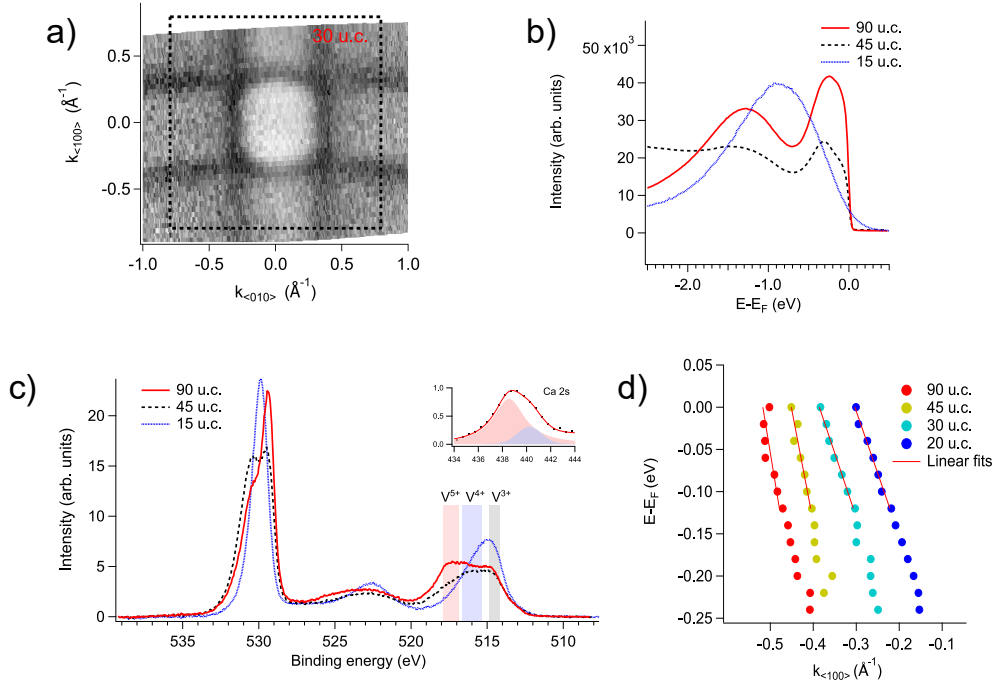 a)
30 u.c.
0.5
0.0
-0.5
k<100> (Å-1)
-1.0 -0.5 0.0 0.5 1.0
k<010> (Å-1)
b)
90 u.c.
45 u.c.
15 u.c.
50 x10³
40
30
20
10
0
Intensity (arb. units)
-2.0 -1.0 0.0
E-EF (eV)
c)
90 u.c.
45 u.c.
15 u.c.
20
15
10
5
0
Intensity (arb. units)
535 530 525 520 515 510
Binding energy (eV)
Ca 2s
1.0
0.5
0.0
434 436 438 440 442 444
V5+ V4+ V3+
d)
0.05
0.00
-0.05
-0.10
-0.15
-0.20
-0.25
E-EF (eV)
-0.5 -0.4 -0.3 -0.2 -0.1
k<100> (Å-1)
90 u.c.
45 u.c.
30 u.c.
20 u.c.
Linear fits